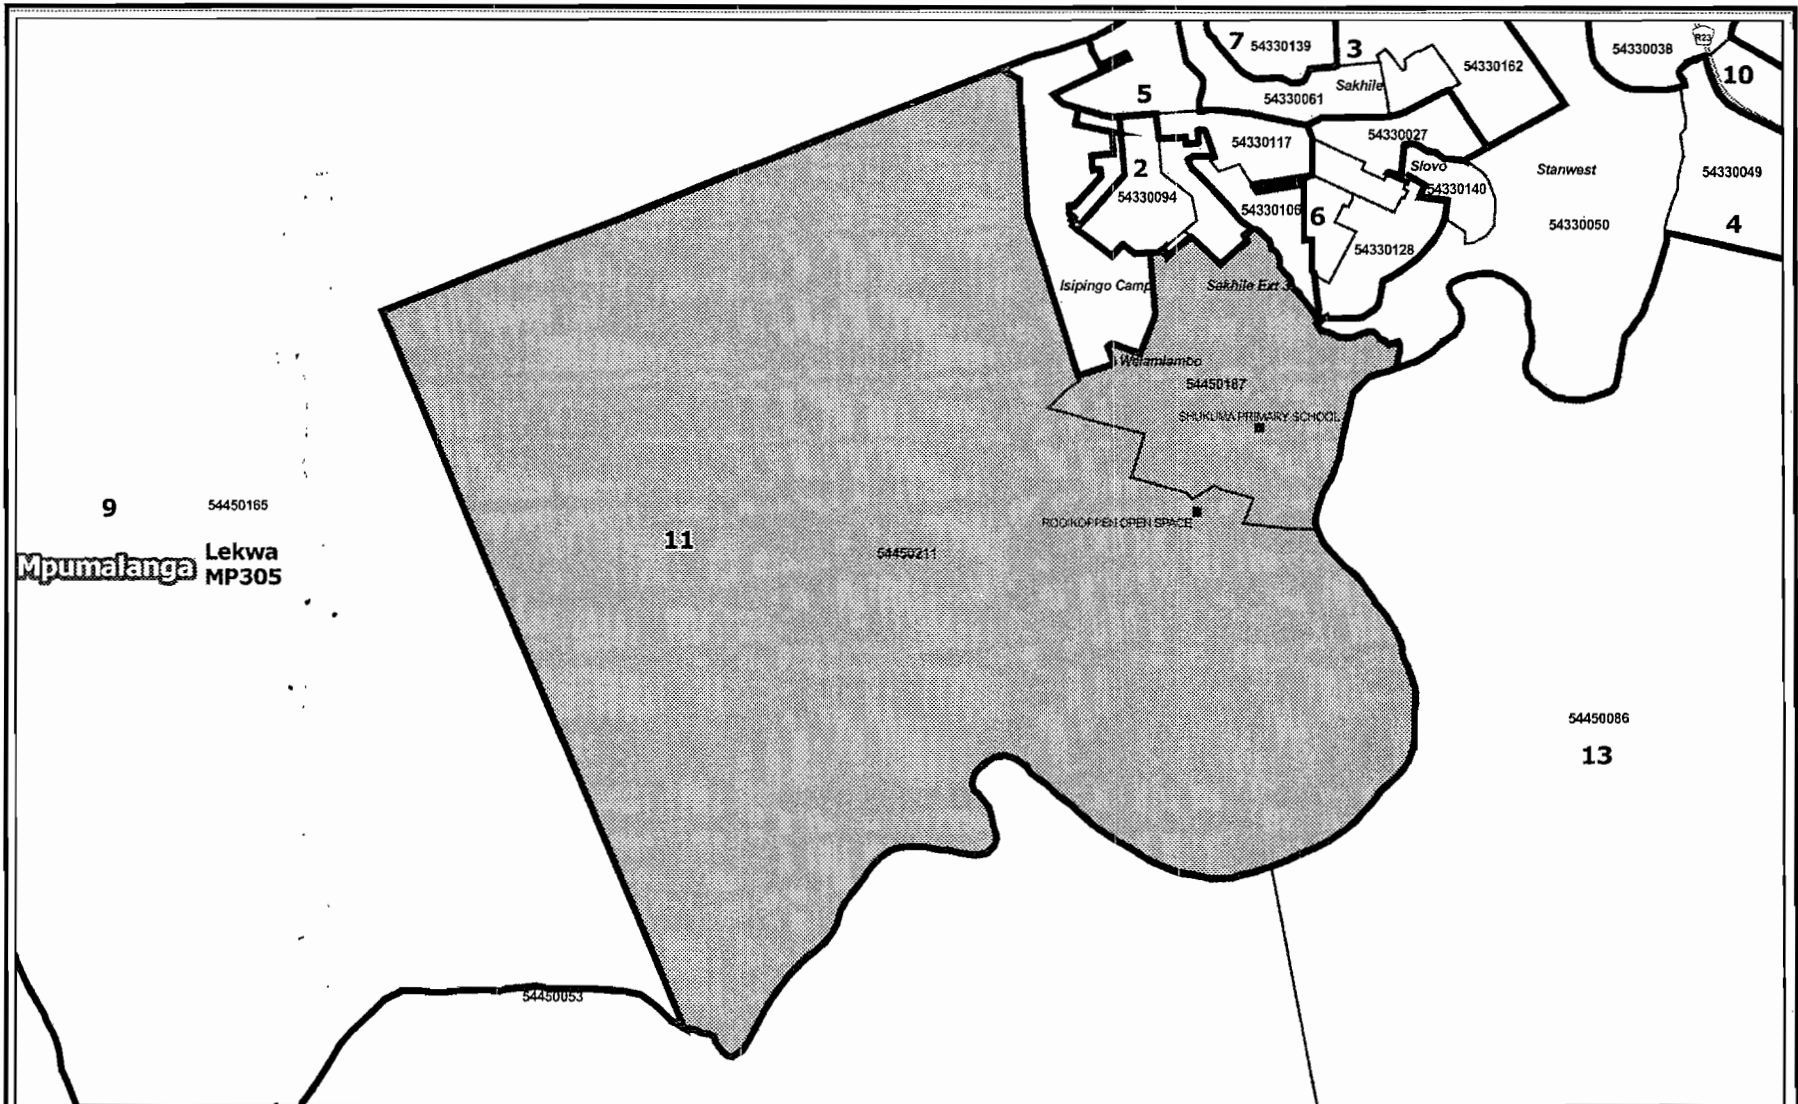 7
54330139
3
54330038
R23
54330162
10
Sakhile
5
54330061
54330027
54330117
2
Slovo
Stanwest
54330049
54330094
54330140
54330106
6
54330050
4
54330128
Isipingo Camp
Sakhile Ext 3
Welamlambo
54450187
SHUKUMA PRIMARY SCHOOL
9
54450165
ROOIKOPPEN OPEN SPACE
11
54450211
Lekwa
Mpumalanga
MP305
54450086
13
54450053